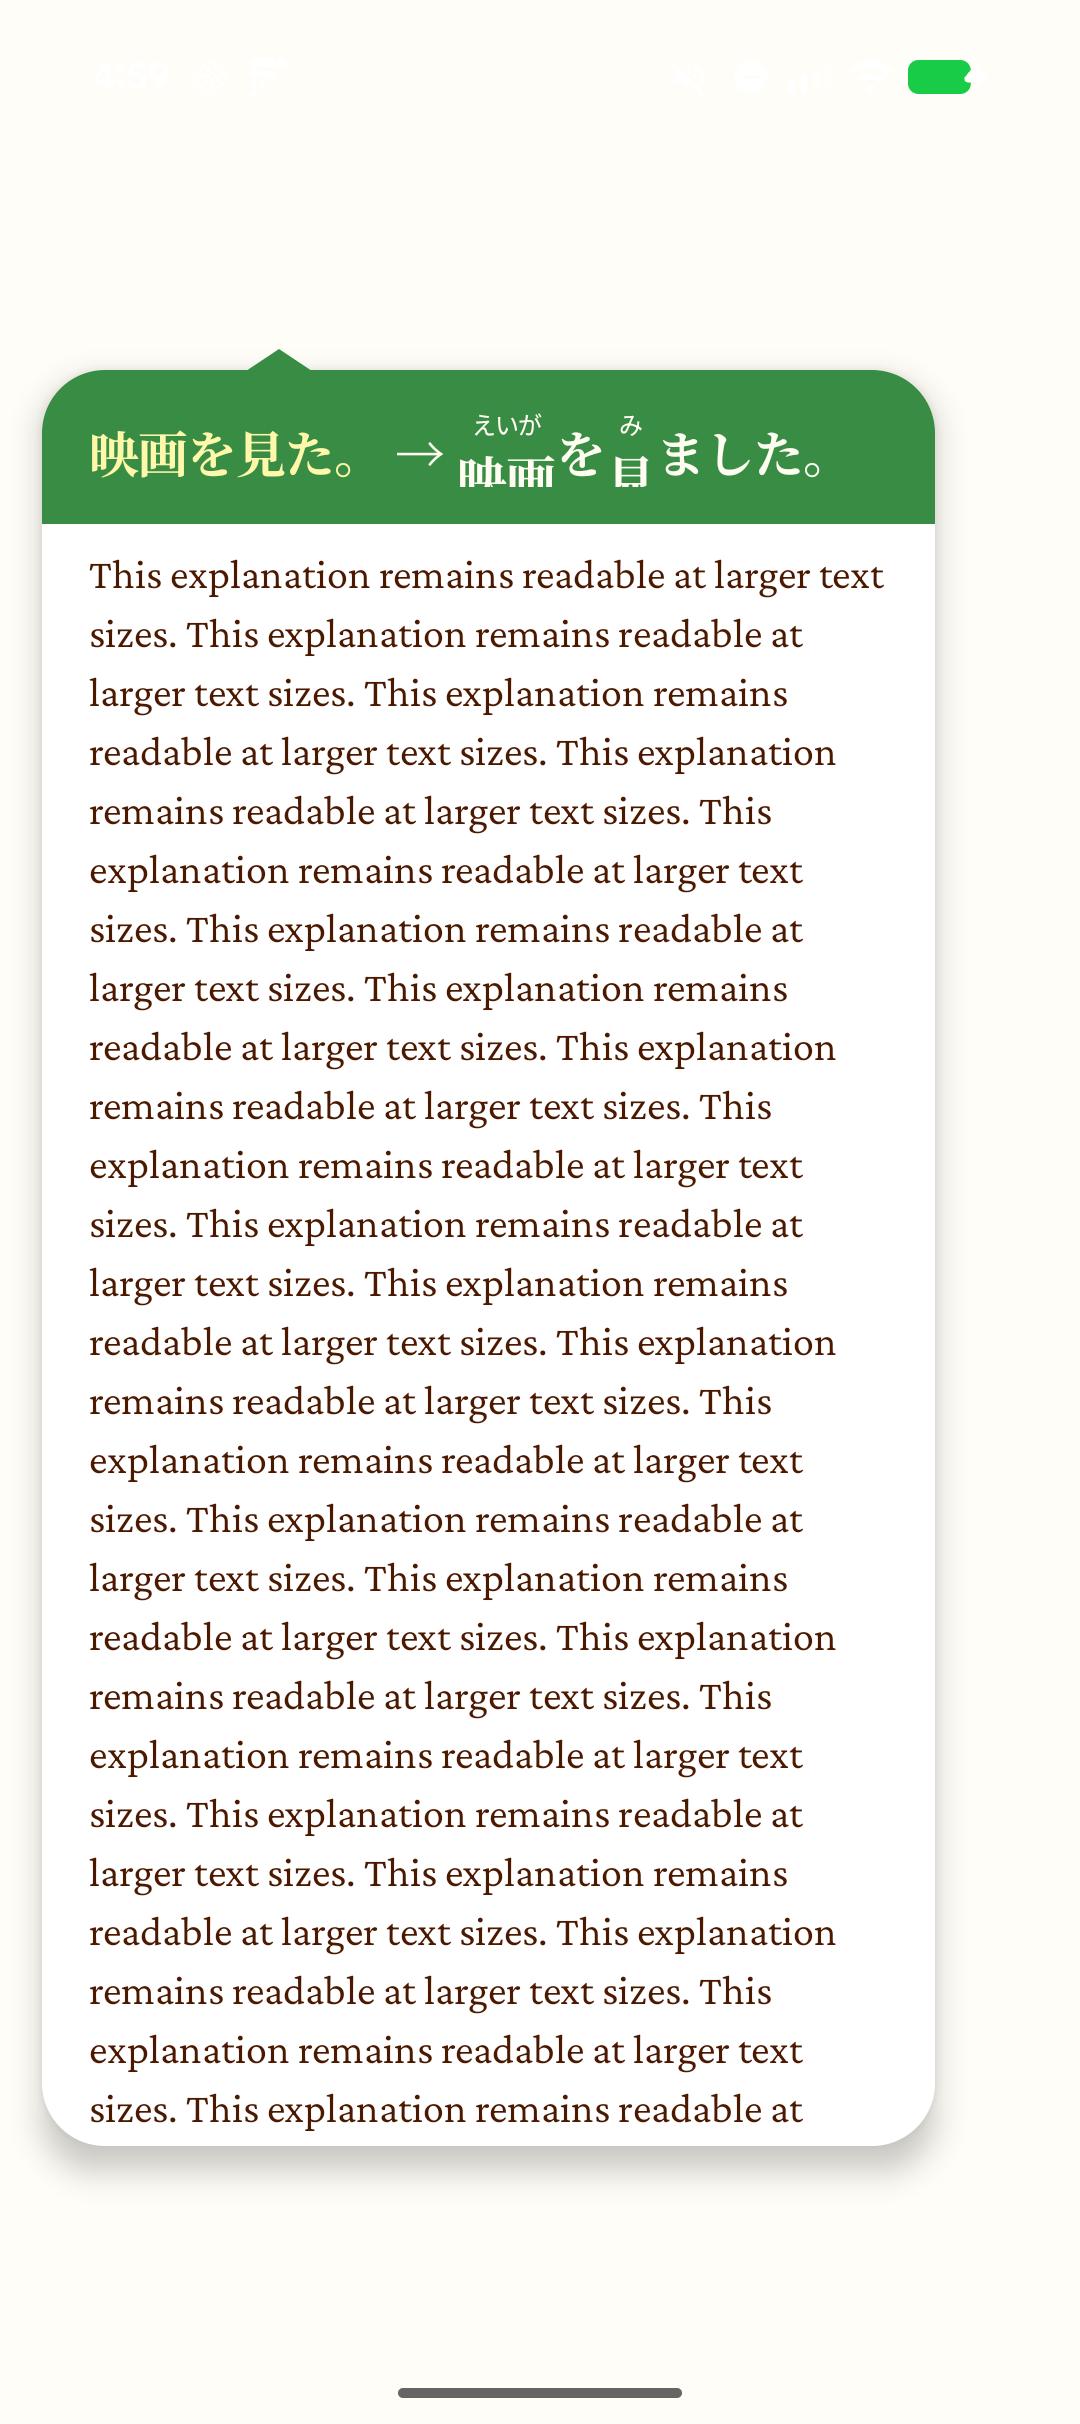 映画を見た。 → 映画を見ました。
えいが み
This explanation remains readable at larger text
sizes. This explanation remains readable at
larger text sizes. This explanation remains
readable at larger text sizes. This explanation
remains readable at larger text sizes. This
explanation remains readable at larger text
sizes. This explanation remains readable at
larger text sizes. This explanation remains
readable at larger text sizes. This explanation
remains readable at larger text sizes. This
explanation remains readable at larger text
sizes. This explanation remains readable at
larger text sizes. This explanation remains
readable at larger text sizes. This explanation
remains readable at larger text sizes. This
explanation remains readable at larger text
sizes. This explanation remains readable at
larger text sizes. This explanation remains
readable at larger text sizes. This explanation
remains readable at larger text sizes. This
explanation remains readable at larger text
sizes. This explanation remains readable at
larger text sizes. This explanation remains
readable at larger text sizes. This explanation
remains readable at larger text sizes. This
explanation remains readable at larger text
sizes. This explanation remains readable at